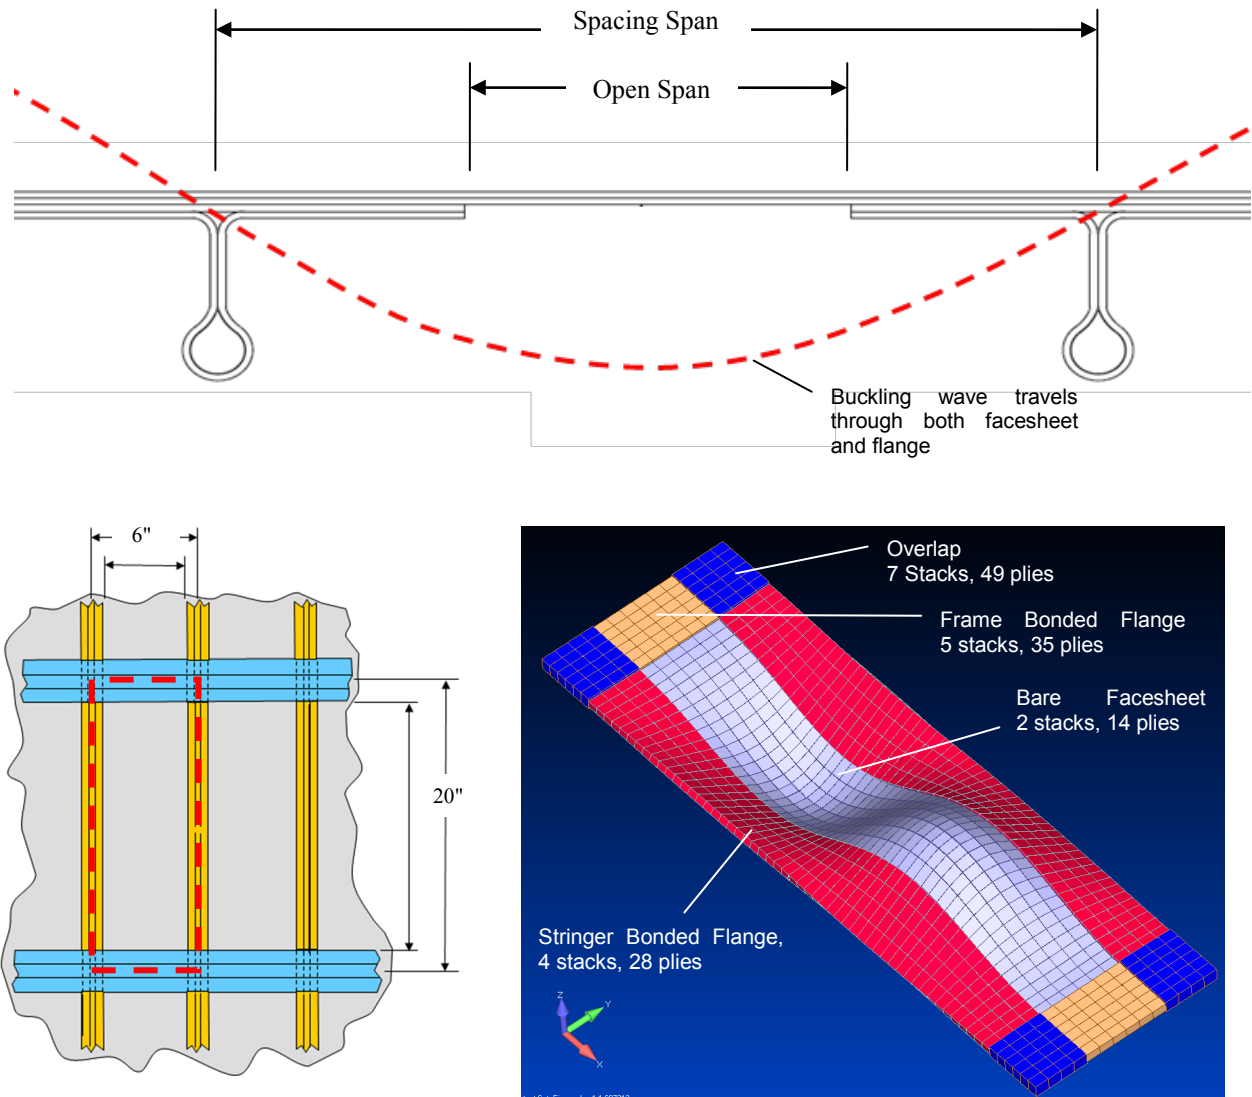 Spacing Span
Open Span
Buckling wave travels
through both facesheet
and flange
6"
20"
Overlap
7 Stacks, 49 plies
Frame Bonded Flange
5 stacks, 35 plies
Bare Facesheet
2 stacks, 14 plies
Stringer Bonded Flange,
4 stacks, 28 plies
Z
Y
X